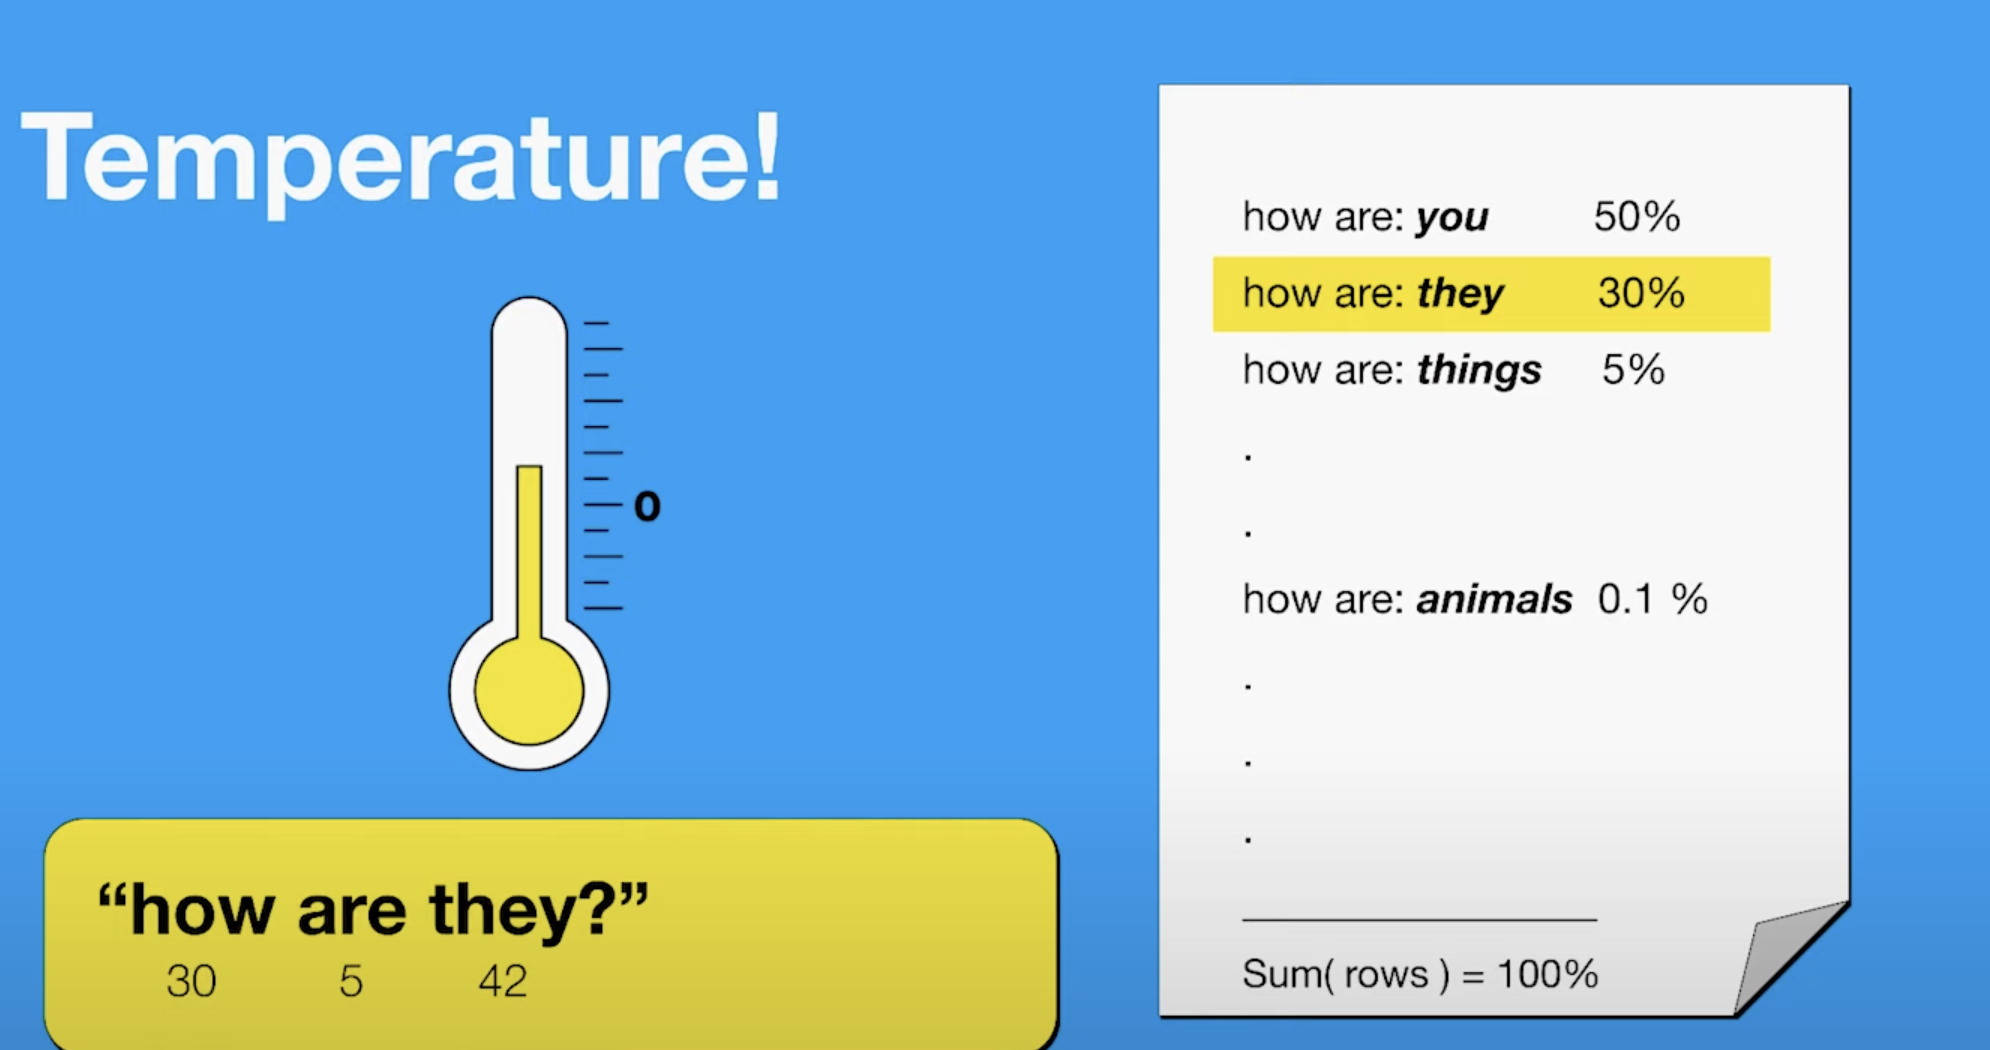 Temperature!
0
“how are they?”
30 5 42
how are: you 50%
how are: they 30%
how are: things 5%
.
.
how are: animals 0.1 %
.
.
.
Sum( rows ) = 100%